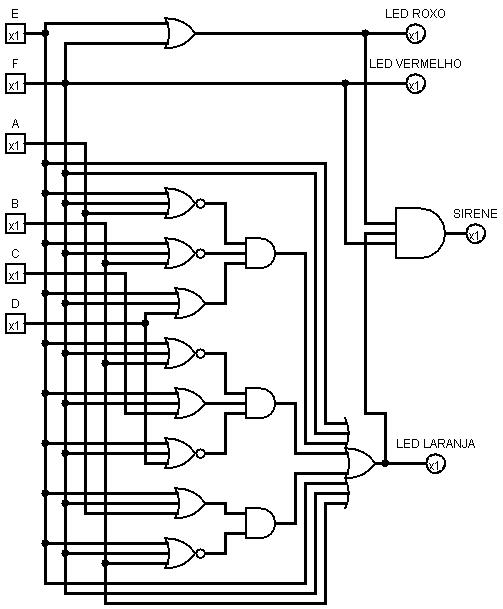 E
LED ROXO
x1
x1
F
LED VERMELHO
x1
x1
A
x1
B
SIRENE
x1
x1
C
x1
D
x1
LED LARANJA
x1